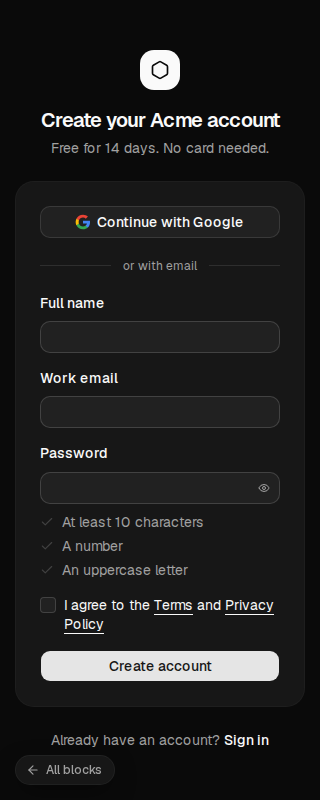 Create your Acme account
Free for 14 days. No card needed.
Continue with Google
or with email
Full name
Work email
Password
At least 10 characters
A number
An uppercase letter
I agree to the Terms and Privacy
Policy
Create account
Already have an account? Sign in
All blocks